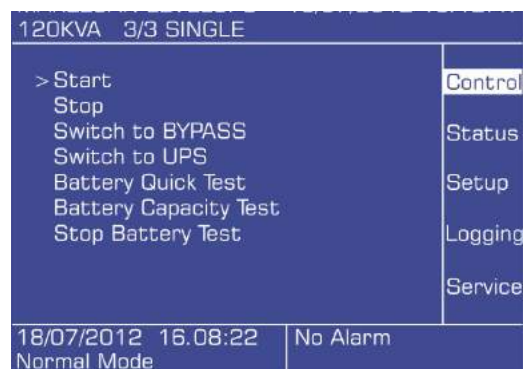 120KVA 3/3 SINGLE
> Start
Stop
Switch to BYPASS
Switch to UPS
Battery Quick Test
Battery Capacity Test
Stop Battery Test
Control
Status
Setup
Logging
Service
18/07/2012 16.08:22
No Alarm
Normal Mode